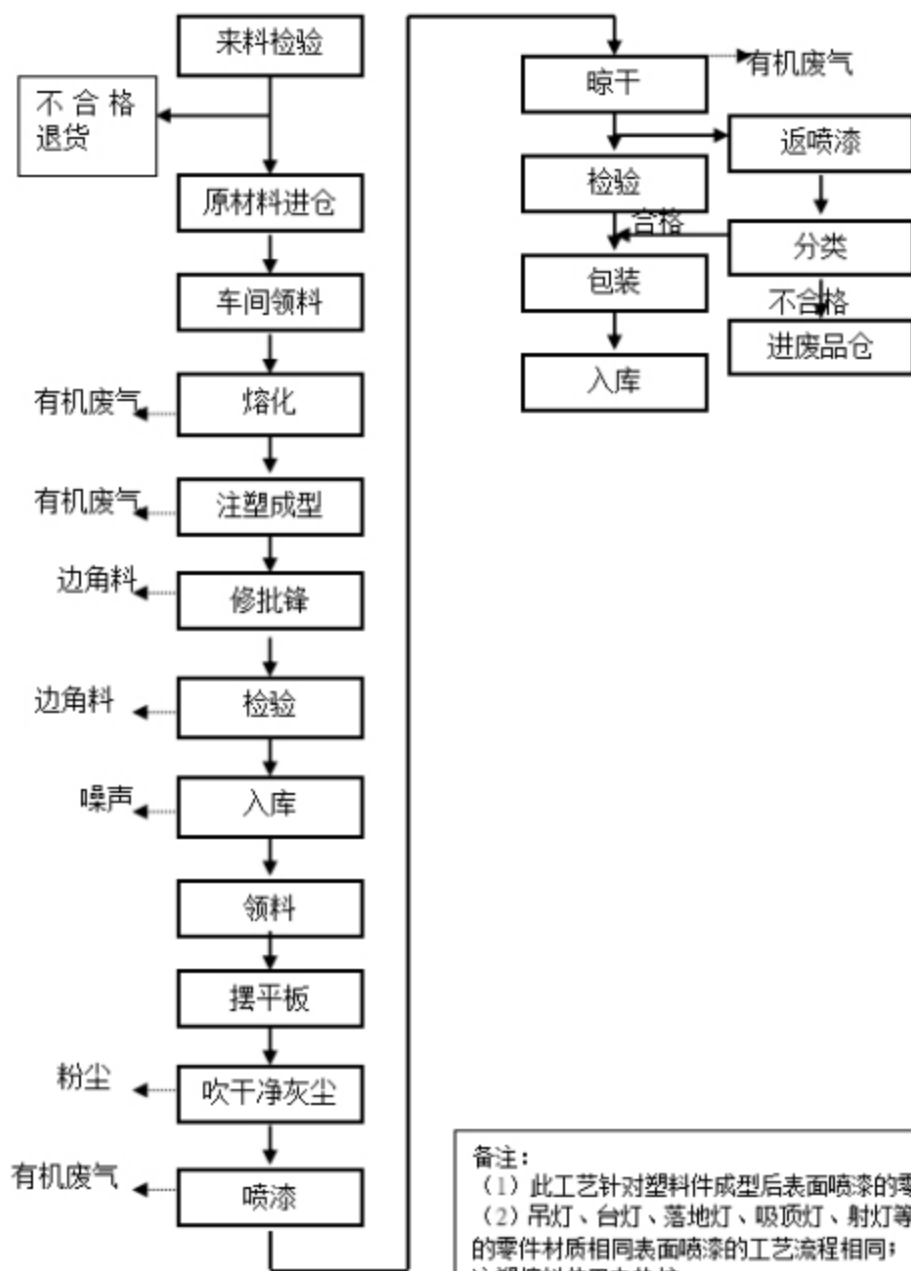 来料检验
不合格
退货
原材料进仓
车间领料
有机废气
熔化
有机废气
注塑成型
边角料
修批锋
边角料
检验
噪声
入库
领料
摆平板
粉尘
吹干净灰尘
有机废气
喷漆
晾干
有机废气
返喷漆
检验
合格
分类
包装
不合格
进废品仓
入库
备注：
（1）此工艺针对塑料件成型后表面喷漆的零
（2）吊灯、台灯、落地灯、吸顶灯、射灯等
的零件材质相同表面喷漆的工艺流程相同；